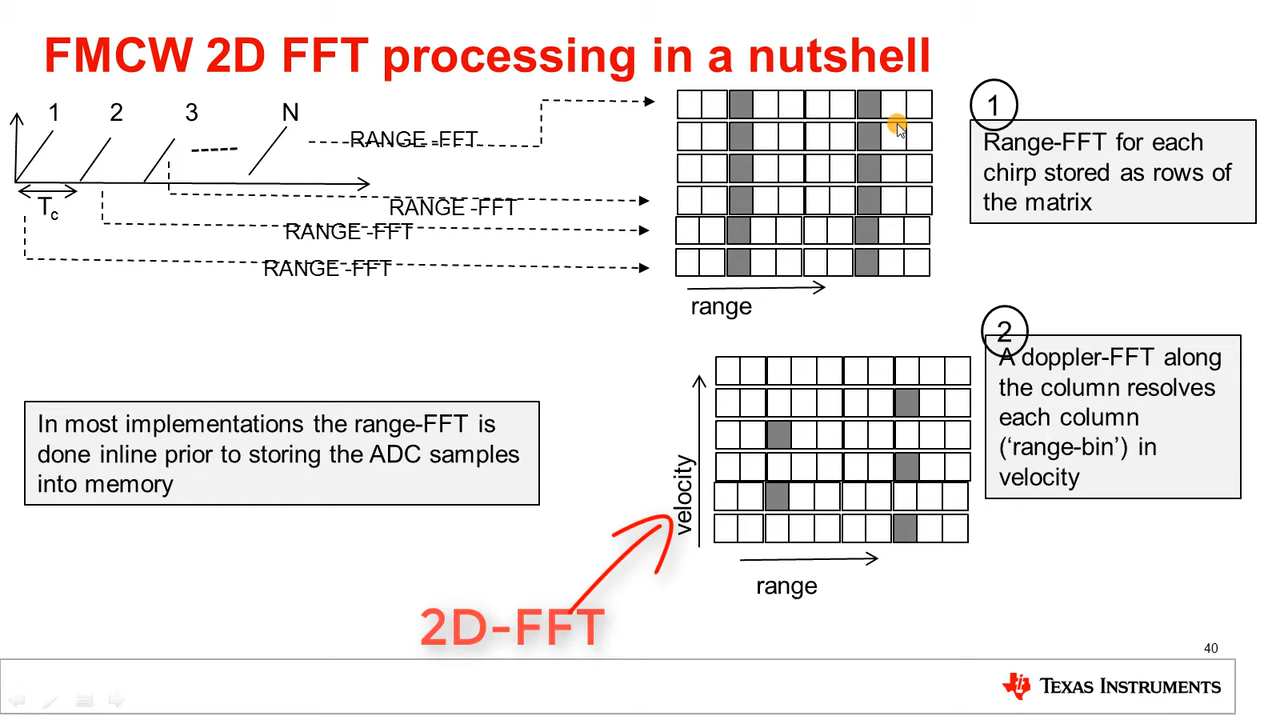 FMCW 2D FFT processing in a nutshell
1 2 3 N
RANGE -FFT
Tc
RANGE -FFT
RANGE -FFT
RANGE -FFT
range
1
Range-FFT for each
chirp stored as rows of
the matrix
2
A doppler-FFT along
the column resolves
each column
(‘range-bin’) in
velocity
velocity
range
In most implementations the range-FFT is
done inline prior to storing the ADC samples
into memory
2D-FFT
40
TEXAS INSTRUMENTS